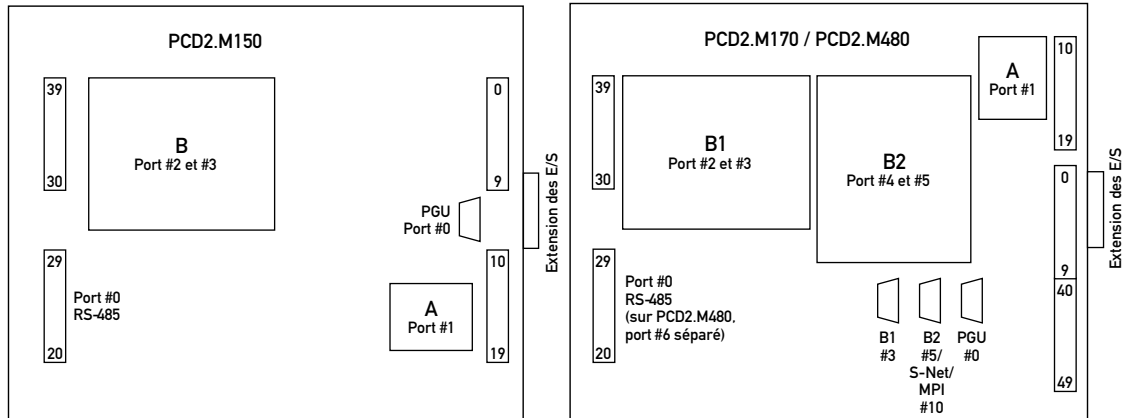 PCD2.M150
39
30
B
Port #2 et #3
0
9
PGU
Port #0
Extension des E/S
29
20
Port #0
RS-485
A
Port #1
10
19
PCD2.M170 / PCD2.M480
39
30
B1
Port #2 et #3
B2
Port #4 et #5
A
Port #1
10
19
0
9
Extension des E/S
29
20
Port #0
RS-485
(sur PCD2.M480,
port #6 séparé)
B1
#3
B2
#5/
S-Net/
MPI
#10
PGU
#0
40
49